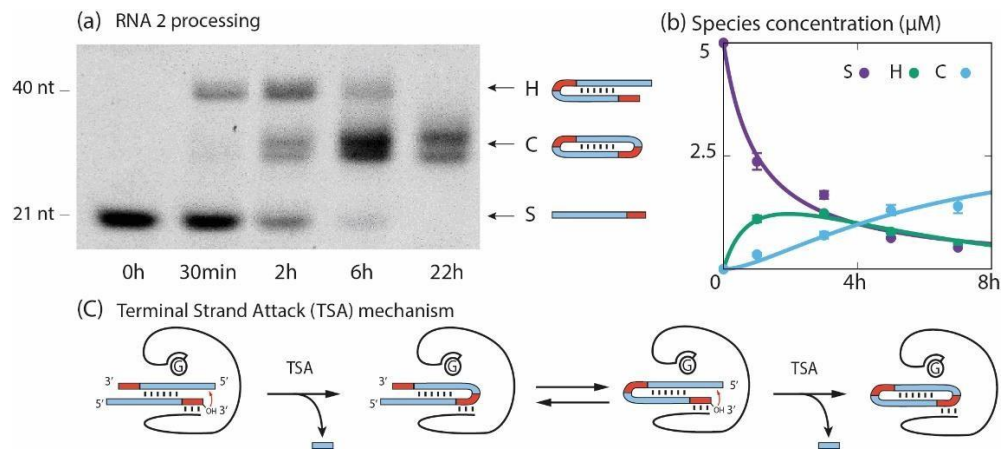 (a) RNA 2 processing
40 nt
21 nt
H
C
S
0h 30min 2h 6h 22h
(b) Species concentration (μM)
5
S H C
2.5
0 4h 8h
(C) Terminal Strand Attack (TSA) mechanism
G
3′ 5′
5′ OH 3′
TSA
G
3′
5′
G
5′
OH 3′
TSA
G